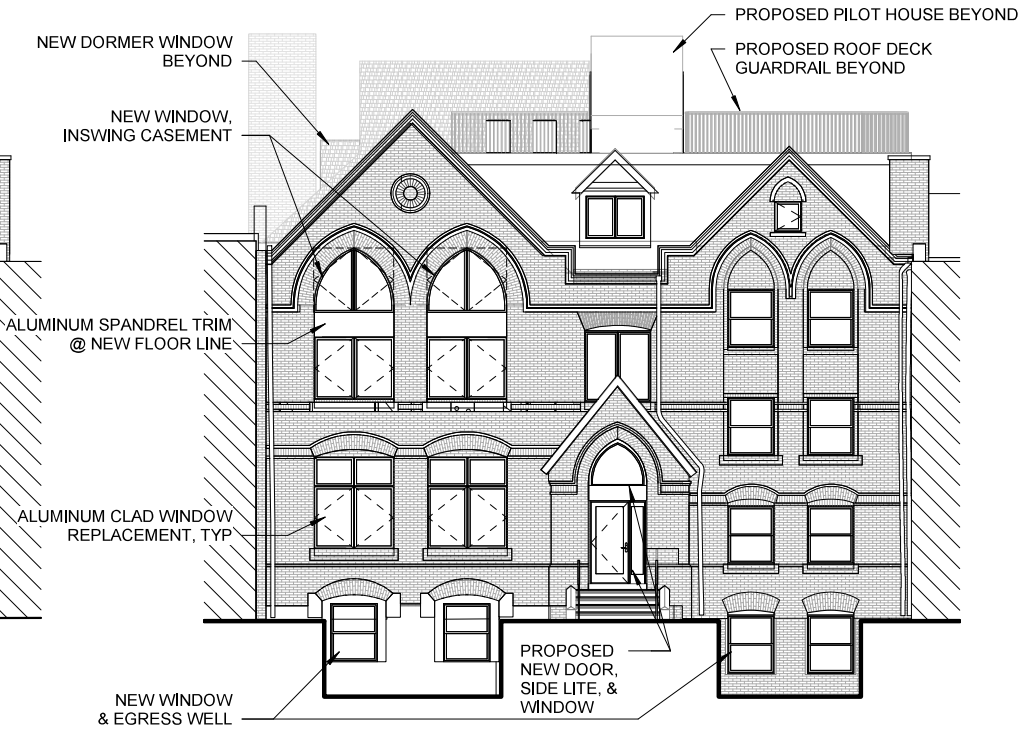 PROPOSED PILOT HOUSE BEYOND
NEW DORMER WINDOW
BEYOND
PROPOSED ROOF DECK
GUARDRAIL BEYOND
NEW WINDOW,
INSWING CASEMENT
ALUMINUM SPANDREL TRIM
@ NEW FLOOR LINE
ALUMINUM CLAD WINDOW
REPLACEMENT, TYP
PROPOSED
NEW DOOR,
SIDE LITE, &
WINDOW
NEW WINDOW
& EGRESS WELL